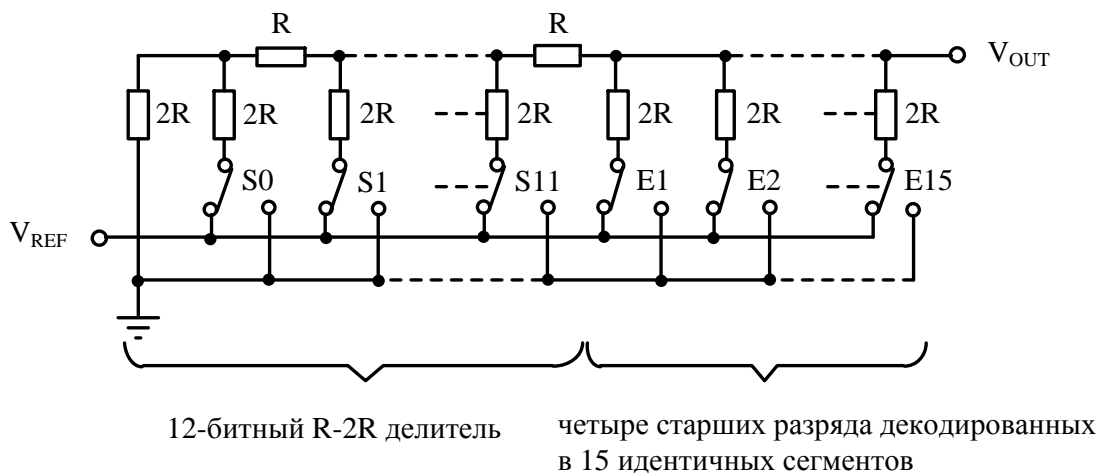 R R
V_OUT
2R 2R 2R 2R 2R 2R 2R
S0 S1 S11 E1 E2 E15
V_REF
12-битный R-2R делитель
четыре старших разряда декодированных
в 15 идентичных сегментов